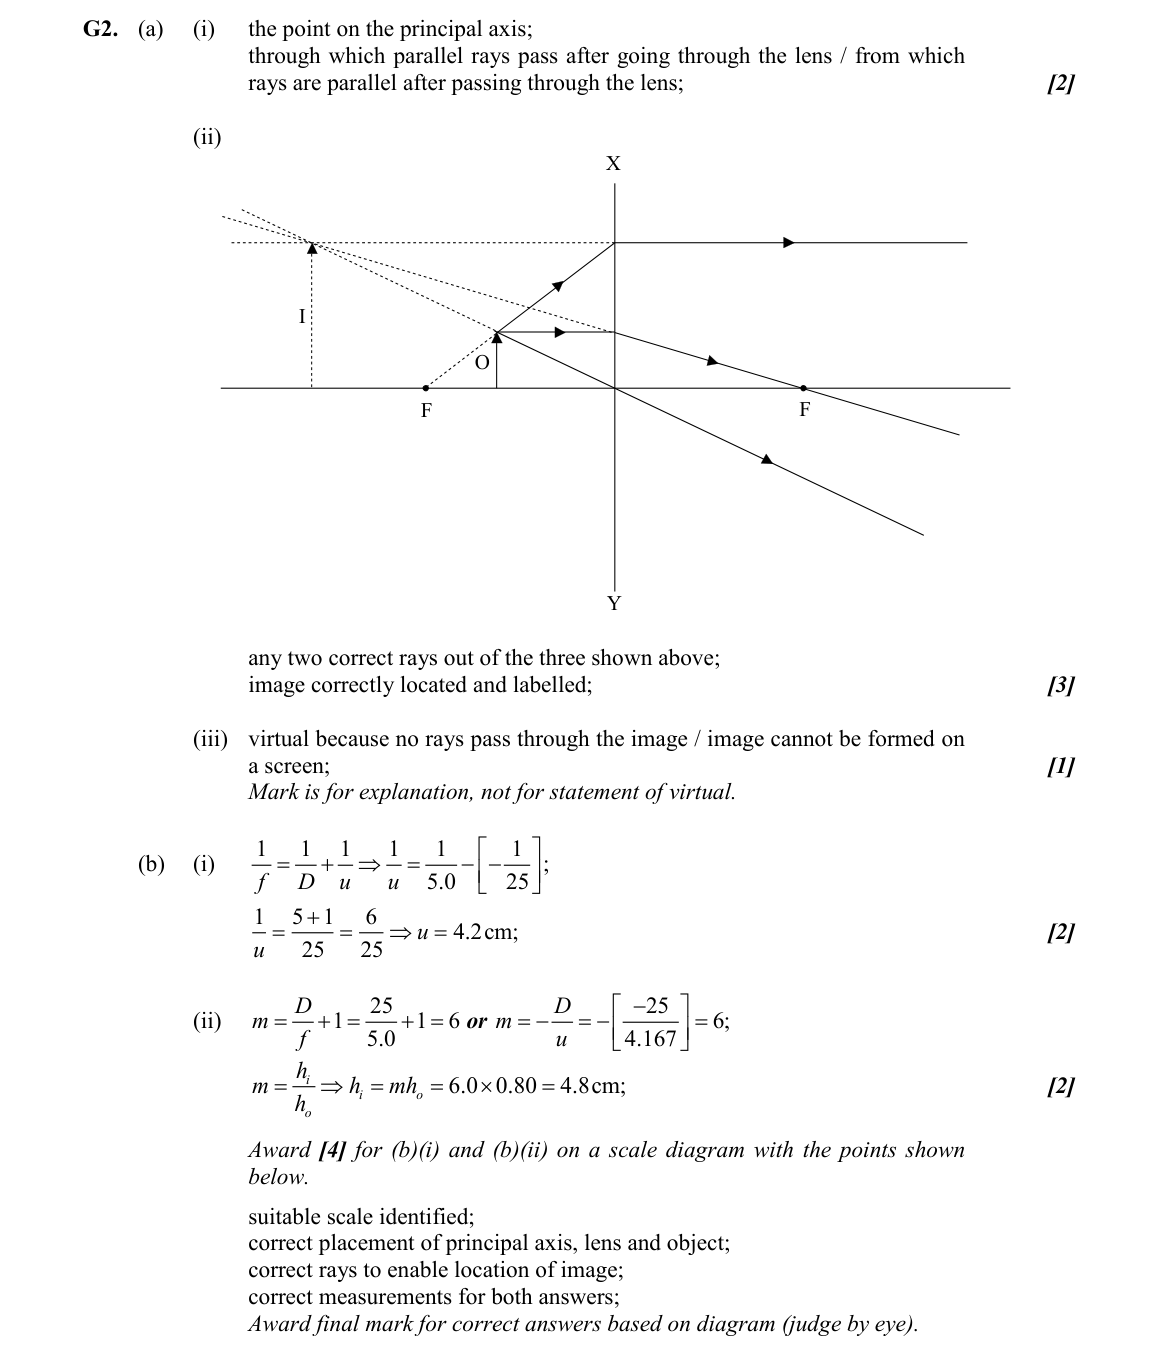 G2. (a) (i) the point on the principal axis;
through which parallel rays pass after going through the lens / from which
rays are parallel after passing through the lens; [2]
(ii)
X
I
O
F F
Y
any two correct rays out of the three shown above;
image correctly located and labelled; [3]
(iii) virtual because no rays pass through the image / image cannot be formed on
a screen; [1]
Mark is for explanation, not for statement of virtual.
(b) (i) 1/f = 1/D + 1/u ⇒ 1/u = 1/5.0 − [− 1/25];
1/u = 5+1/25 = 6/25 ⇒ u = 4.2 cm; [2]
(ii) m = D/f + 1 = 25/5.0 + 1 = 6 or m = − D/u = − [−25/4.167] = 6;
m = hᵢ/hₒ ⇒ hᵢ = mhₒ = 6.0 × 0.80 = 4.8 cm; [2]
Award [4] for (b)(i) and (b)(ii) on a scale diagram with the points shown
below.
suitable scale identified;
correct placement of principal axis, lens and object;
correct rays to enable location of image;
correct measurements for both answers;
Award final mark for correct answers based on diagram (judge by eye).